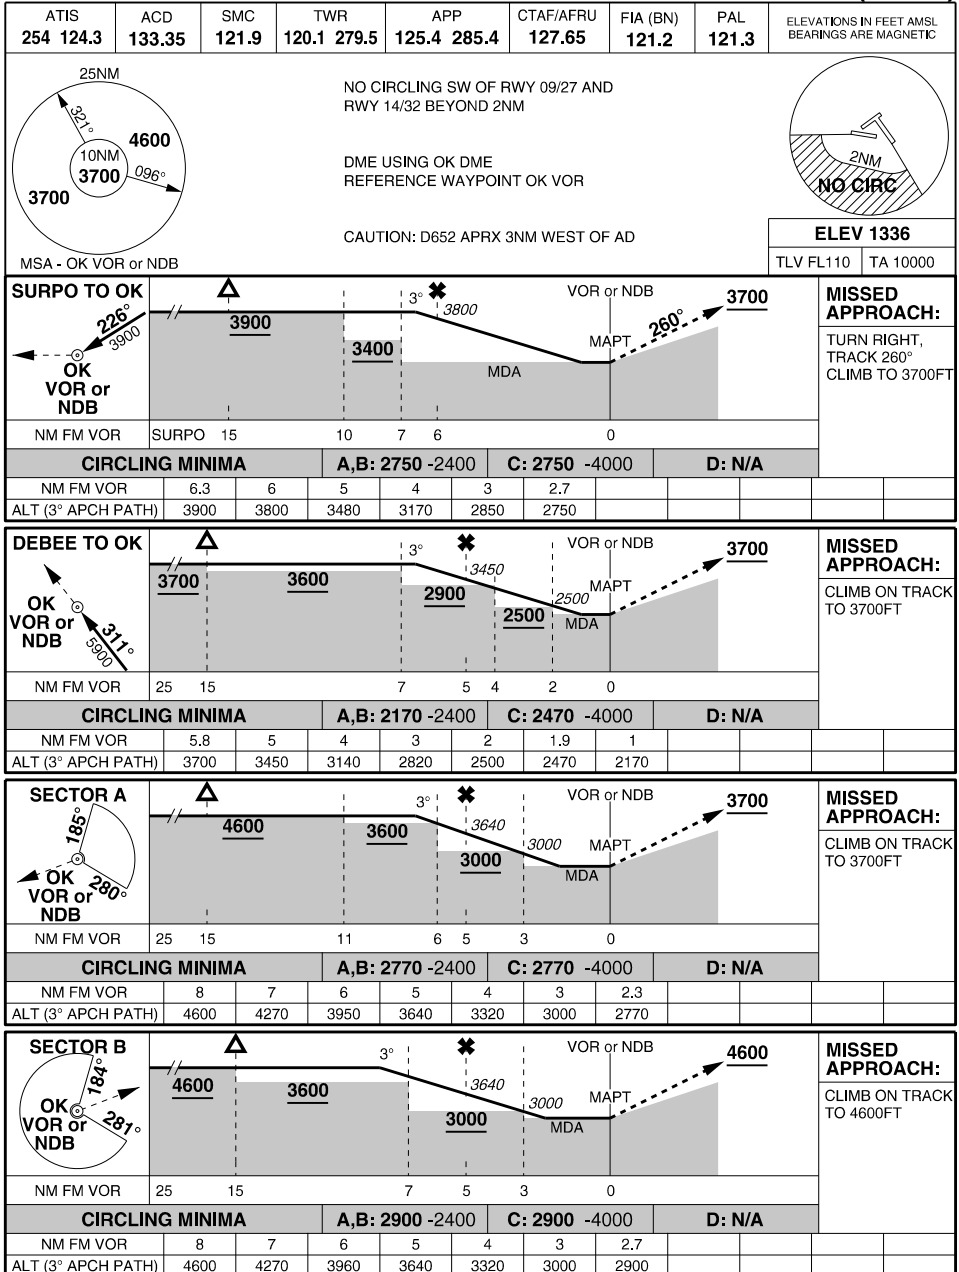 ATIS ACD SMC TWR APP CTAF/AFRU FIA (BN) PAL ELEVATIONS IN FEET AMSL
254 124.3 133.35 121.9 120.1 279.5 125.4 285.4 127.65 121.2 121.3 BEARINGS ARE MAGNETIC
25NM
321°
4600
10NM
3700
096°
3700
MSA - OK VOR or NDB
NO CIRCLING SW OF RWY 09/27 AND
RWY 14/32 BEYOND 2NM
DME USING OK DME
REFERENCE WAYPOINT OK VOR
CAUTION: D652 APRX 3NM WEST OF AD
2NM
NO CIRC
ELEV 1336
TLV FL110 TA 10000
SURPO TO OK
226°
3900
OK
VOR or
NDB
3900
3400
3°
3800
MDA
VOR or NDB
MAPT
260°
3700
MISSED
APPROACH:
TURN RIGHT,
TRACK 260°
CLIMB TO 3700FT
NM FM VOR SURPO 15 10 7 6 0
CIRCLING MINIMA A,B: 2750 -2400 C: 2750 -4000 D: N/A
NM FM VOR 6.3 6 5 4 3 2.7
ALT (3° APCH PATH) 3900 3800 3480 3170 2850 2750
DEBEE TO OK
311°
5900
OK
VOR or
NDB
3700
3600
2900
2500
3°
3450
2500
MDA
VOR or NDB
MAPT
3700
MISSED
APPROACH:
CLIMB ON TRACK
TO 3700FT
NM FM VOR 25 15 7 5 4 2 0
CIRCLING MINIMA A,B: 2170 -2400 C: 2470 -4000 D: N/A
NM FM VOR 5.8 5 4 3 2 1.9 1
ALT (3° APCH PATH) 3700 3450 3140 2820 2500 2470 2170
SECTOR A
185°
280°
OK
VOR or
NDB
4600
3600
3000
3°
3640
3000
MDA
VOR or NDB
MAPT
3700
MISSED
APPROACH:
CLIMB ON TRACK
TO 3700FT
NM FM VOR 25 15 11 6 5 3 0
CIRCLING MINIMA A,B: 2770 -2400 C: 2770 -4000 D: N/A
NM FM VOR 8 7 6 5 4 3 2.3
ALT (3° APCH PATH) 4600 4270 3950 3640 3320 3000 2770
SECTOR B
184°
281°
OK
VOR or
NDB
4600
3600
3000
3°
3640
3000
MDA
VOR or NDB
MAPT
4600
MISSED
APPROACH:
CLIMB ON TRACK
TO 4600FT
NM FM VOR 25 15 7 5 3 0
CIRCLING MINIMA A,B: 2900 -2400 C: 2900 -4000 D: N/A
NM FM VOR 8 7 6 5 4 3 2.7
ALT (3° APCH PATH) 4600 4270 3960 3640 3320 3000 2900